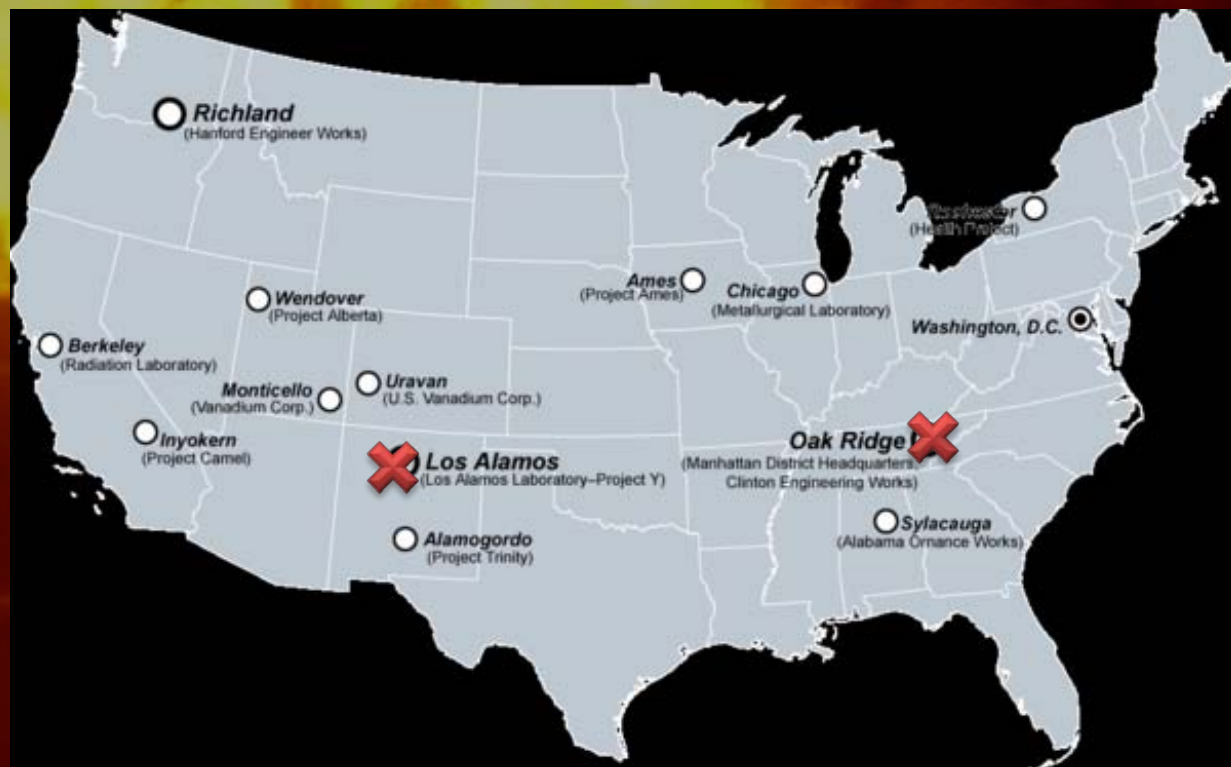 Richland
(Hanford Engineer Works)
(Health Project)
Ames
(Project Ames)
Chicago
(Metallurgical Laboratory)
Wendover
(Project Alberta)
Washington, D.C.
Berkeley
(Radiation Laboratory)
Uravan
(U.S. Vanadium Corp.)
Monticello
(Vanadium Corp.)
Inyokern
(Project Camel)
Oak Ridge
(Manhattan District Headquarters
Clinton Engineering Works)
Los Alamos
(Los Alamos Laboratory–Project Y)
Sylacauga
(Alabama Ornance Works)
Alamogordo
(Project Trinity)